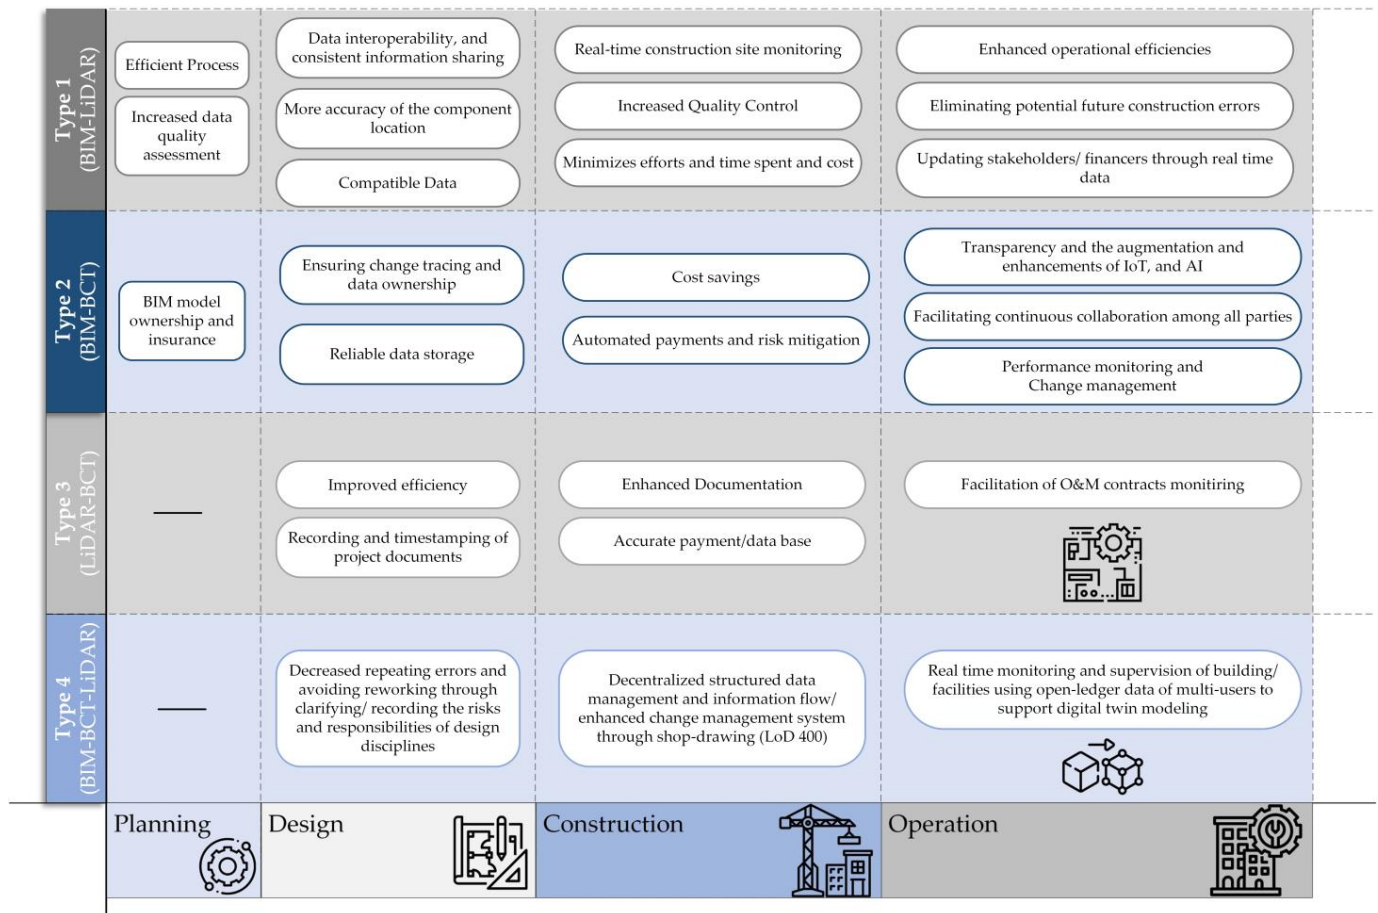 Type 1
(BIM-LiDAR)
Efficient Process
Increased data
quality
assessment
Data interoperability, and
consistent information sharing
More accuracy of the component
location
Compatible Data
Real-time construction site monitoring
Increased Quality Control
Minimizes efforts and time spent and cost
Enhanced operational efficiencies
Eliminating potential future construction errors
Updating stakeholders/ financers through real time
data
Type 2
(BIM-BCT)
BIM model
ownership and
insurance
Ensuring change tracing and
data ownership
Reliable data storage
Cost savings
Automated payments and risk mitigation
Transparency and the augmentation and
enhancements of IoT, and AI
Facilitating continuous collaboration among all parties
Performance monitoring and
Change management
Type 3
(LiDAR-BCT)
Improved efficiency
Recording and timestamping of
project documents
Enhanced Documentation
Accurate payment/data base
Facilitation of O&M contracts monitiring
Type 4
(BIM-BCT-LiDAR)
Decreased repeating errors and
avoiding reworking through
clarifying/ recording the risks
and responsibilities of design
disciplines
Decentralized structured data
management and information flow/
enhanced change management system
through shop-drawing (LoD 400)
Real time monitoring and supervision of building/
facilities using open-ledger data of multi-users to
support digital twin modeling
Planning
Design
Construction
Operation